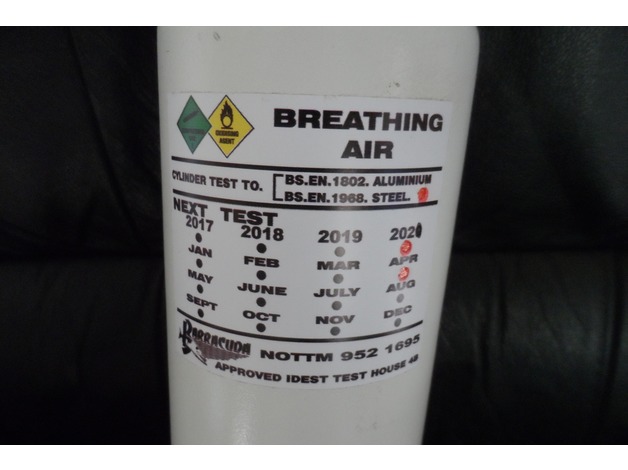 OXIDISING
AGENT
BREATHING
AIR
CYLINDER TEST TO.
BS.EN.1802. ALUMINIUM
BS.EN.1968. STEEL.
NEXT TEST
2017 2018 2019 2020
JAN FEB MAR APR
MAY JUNE JULY AUG
SEPT OCT NOV DEC
BARRACUDA
NOTTM 952 1695
APPROVED IDEST TEST HOUSE 4B